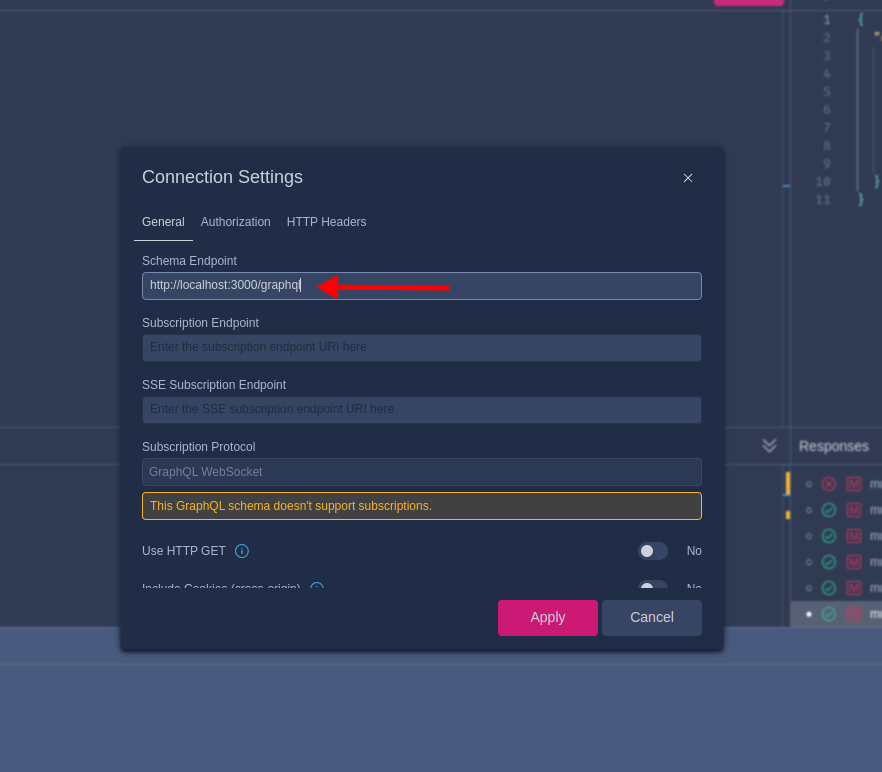 1 {
2 "
3
4
5
6
7
8
9
10 }
11 }
Connection Settings
General Authorization HTTP Headers
Schema Endpoint
http://localhost:3000/graphql
Subscription Endpoint
Enter the subscription endpoint URI here
SSE Subscription Endpoint
Enter the SSE subscription endpoint URI here
Subscription Protocol
GraphQL WebSocket
This GraphQL schema doesn't support subscriptions.
Use HTTP GET No
Include Cookies (cross-origin) No
Apply Cancel
Responses
M
M
M
M
M